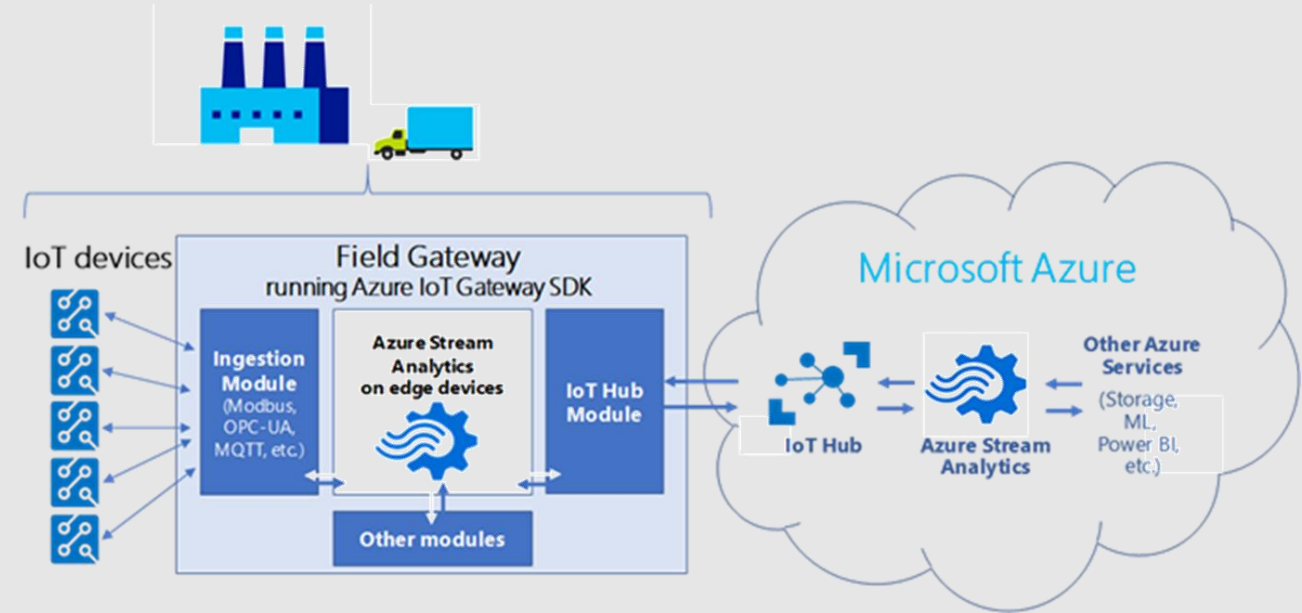 IoT devices
Field Gateway
running Azure IoT Gateway SDK
Ingestion
Module
(Modbus,
OPC-UA,
MQTT, etc.)
Azure Stream
Analytics
on edge devices
IoT Hub
Module
Other modules
Microsoft Azure
IoT Hub
Azure Stream
Analytics
Other Azure
Services
(Storage,
ML,
Power BI,
etc.)